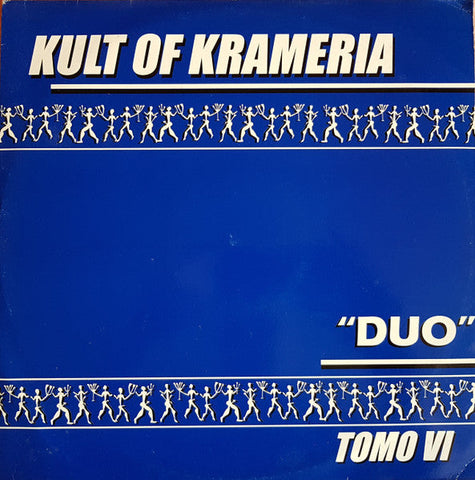 KULT OF KRAMERIA
"DUO"
TOMO VI